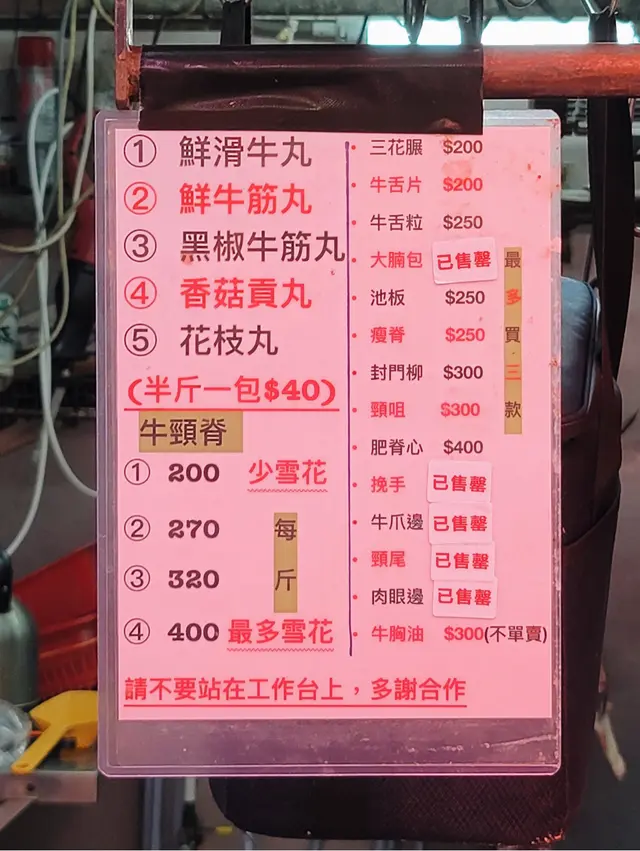 ① 鮮滑牛丸
② 鮮牛筋丸
③ 黑椒牛筋丸
④ 香菇貢丸
⑤ 花枝丸
(半斤一包$40)
牛頸脊
① 200 少雪花
② 270
③ 320
④ 400 最多雪花
每斤
• 三花䐁 $200
• 牛舌片 $200
• 牛舌粒 $250
• 大腩包 已售罄
• 池板 $250
• 瘦脊 $250
• 封門柳 $300
• 頸咀 $300
• 肥脊心 $400
• 挽手 已售罄
• 牛爪邊 已售罄
• 頸尾 已售罄
• 肉眼邊 已售罄
• 牛胸油 $300(不單賣)
最多買三款
請不要站在工作台上，多謝合作